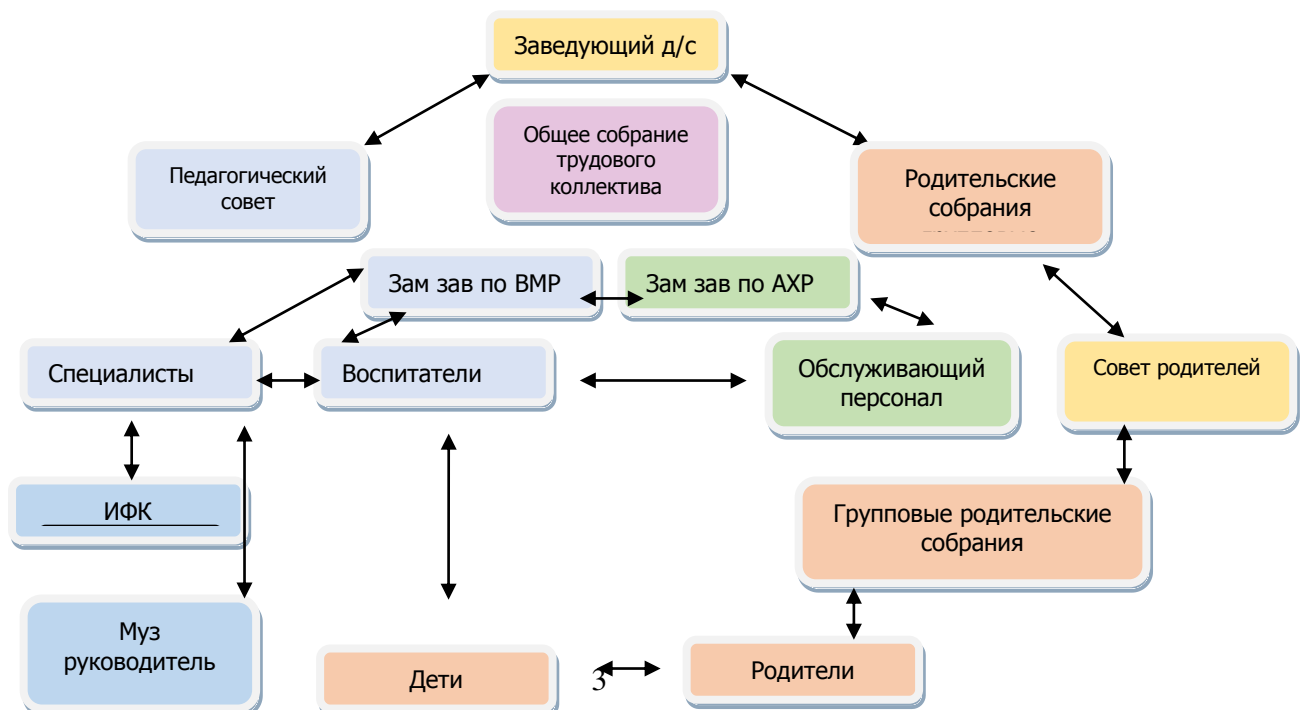 Заведующий д/с
Общее собрание
трудового
коллектива
Педагогический
совет
Родительские
собрания
Зам зав по ВМР
Зам зав по АХР
Специалисты
Воспитатели
Обслуживающий
персонал
Совет родителей
ИФК
Групповые родительские
собрания
Муз
руководитель
Дети
3
Родители